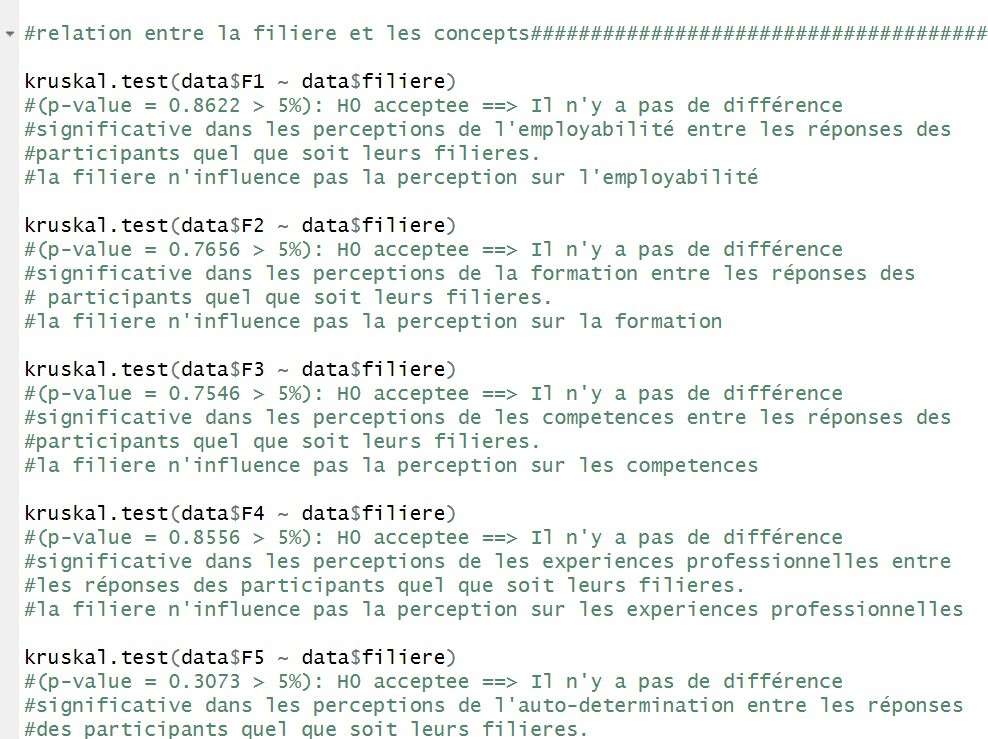 #relation entre la filiere et les concepts######################################
kruskal.test(data$F1 ~ data$filiere)
#(p-value = 0.8622 > 5%): H0 acceptee ==> Il n'y a pas de différence
#significative dans les perceptions de l'employabilité entre les réponses des
#participants quel que soit leurs filieres.
#la filiere n'influence pas la perception sur l'employabilité
kruskal.test(data$F2 ~ data$filiere)
#(p-value = 0.7656 > 5%): H0 acceptee ==> Il n'y a pas de différence
#significative dans les perceptions de la formation entre les réponses des
# participants quel que soit leurs filieres.
#la filiere n'influence pas la perception sur la formation
kruskal.test(data$F3 ~ data$filiere)
#(p-value = 0.7546 > 5%): H0 acceptee ==> Il n'y a pas de différence
#significative dans les perceptions de les competences entre les réponses des
#participants quel que soit leurs filieres.
#la filiere n'influence pas la perception sur les competences
kruskal.test(data$F4 ~ data$filiere)
#(p-value = 0.8556 > 5%): H0 acceptee ==> Il n'y a pas de différence
#significative dans les perceptions de les experiences professionnelles entre
#les réponses des participants quel que soit leurs filieres.
#la filiere n'influence pas la perception sur les experiences professionnelles
kruskal.test(data$F5 ~ data$filiere)
#(p-value = 0.3073 > 5%): H0 acceptee ==> Il n'y a pas de différence
#significative dans les perceptions de l'auto-determination entre les réponses
#des participants quel que soit leurs filieres.